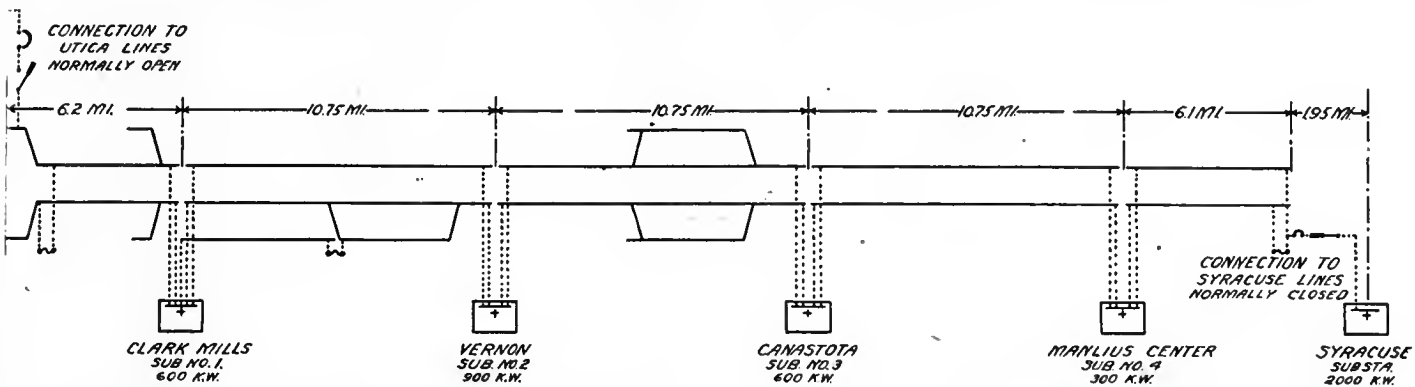 CONNECTION TO
UTICA LINES
NORMALLY OPEN
6.2 MI.
10.75 MI.
10.75 MI.
10.75 MI.
6.1 MI.
1.95 MI.
CONNECTION TO
SYRACUSE LINES
NORMALLY CLOSED
CLARK MILLS
SUB NO. 1.
600 K.W.
VERNON
SUB. NO. 2
900 K.W.
CANASTOTA
SUB. NO. 3
600 K.W.
MANLIUS CENTER
SUB. NO. 4
300 K.W.
SYRACUSE
SUBSTA.
2000 K.W.